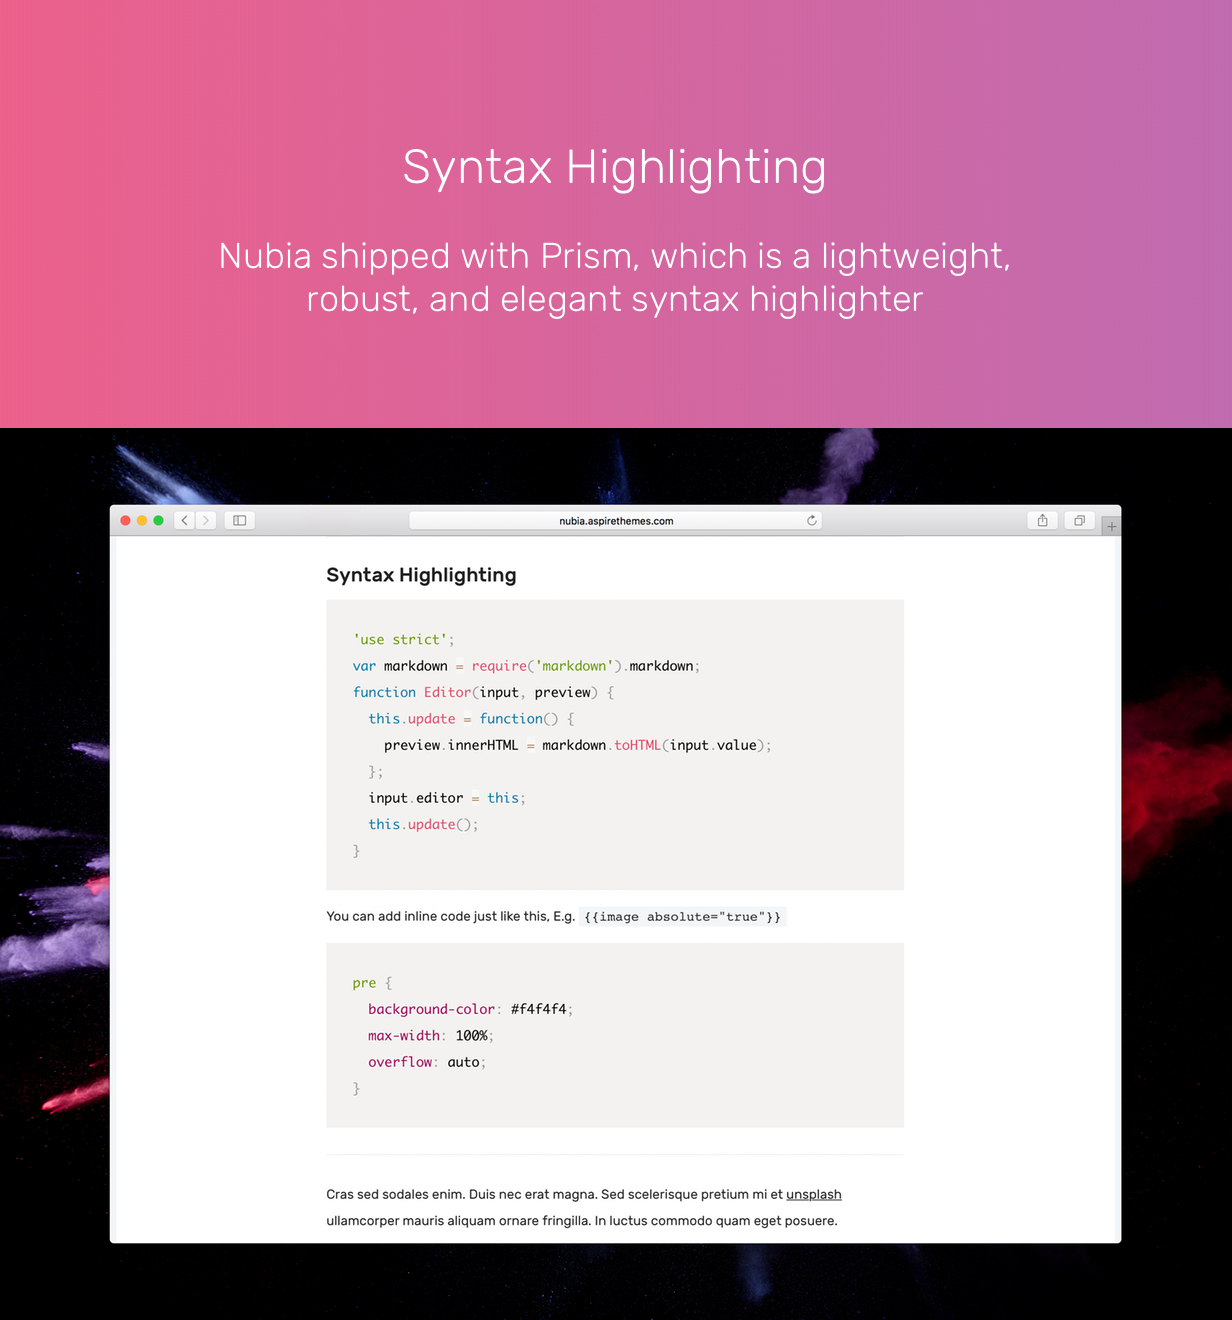 Syntax Highlighting
Nubia shipped with Prism, which is a lightweight,
robust, and elegant syntax highlighter
nubia.aspirethemes.com
Syntax Highlighting
'use strict';
var markdown = require('markdown').markdown;
function Editor(input, preview) {
  this.update = function() {
    preview.innerHTML = markdown.toHTML(input.value);
  };
  input.editor = this;
  this.update();
}
You can add inline code just like this, E.g. {{image absolute="true"}}
pre {
  background-color: #f4f4f4;
  max-width: 100%;
  overflow: auto;
}
Cras sed sodales enim. Duis nec erat magna. Sed scelerisque pretium mi et unsplash
ullamcorper mauris aliquam ornare fringilla. In luctus commodo quam eget posuere.